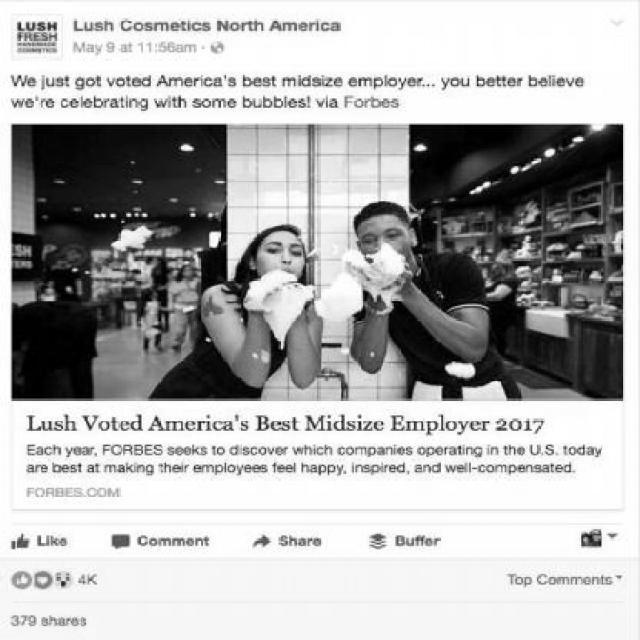 LUSH
FRESH
HANDMADE
COSMETICS
Lush Cosmetics North America
May 9 at 11:56am ·
We just got voted America's best midsize employer... you better believe
we're celebrating with some bubbles! via Forbes
SH
Lush Voted America's Best Midsize Employer 2017
Each year, FORBES seeks to discover which companies operating in the U.S. today
are best at making their employees feel happy, inspired, and well-compensated.
FORBES.COM
Like Comment Share Buffer
4K Top Comments
379 shares